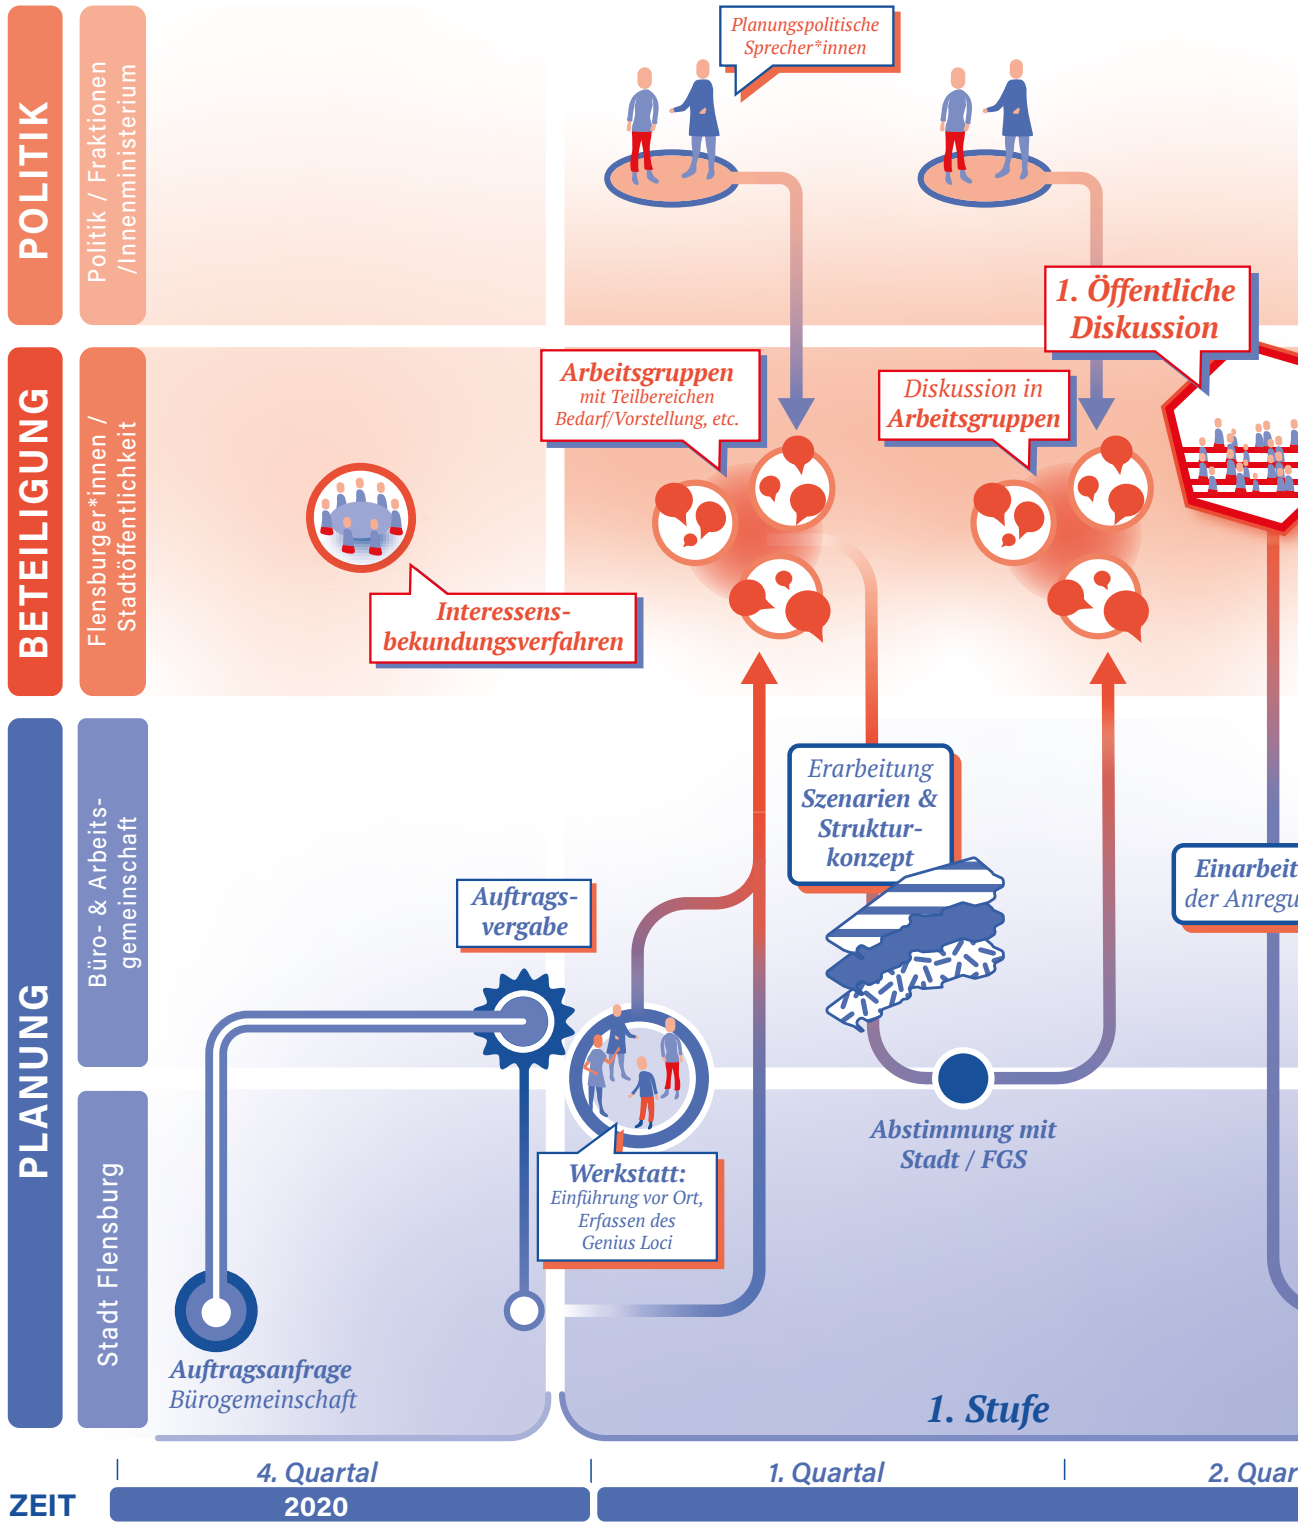 POLITIK
Politik / Fraktionen
/Innenministerium
Planungspolitische
Sprecher*innen
BETEILIGUNG
Flensburger*innen /
Stadtöffentlichkeit
Interessens-
bekundungsverfahren
Arbeitsgruppen
mit Teilbereichen
Bedarf/Vorstellung, etc.
Diskussion in
Arbeitsgruppen
1. Öffentliche
Diskussion
PLANUNG
Büro- & Arbeits-
gemeinschaft
Auftrags-
vergabe
Erarbeitung
Szenarien &
Struktur-
konzept
Einarbeit
der Anregu
Stadt Flensburg
Auftragsanfrage
Bürogemeinschaft
Werkstatt:
Einführung vor Ort,
Erfassen des
Genius Loci
Abstimmung mit
Stadt / FGS
1. Stufe
4. Quartal
1. Quartal
2. Quar
ZEIT
2020